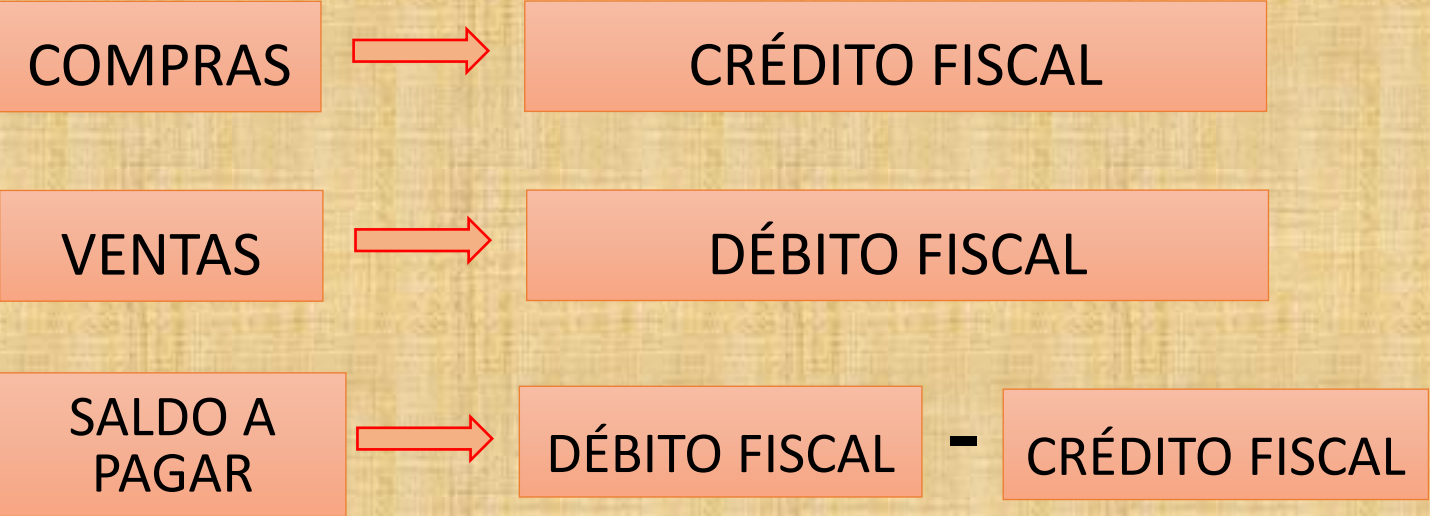 COMPRAS CRÉDITO FISCAL
VENTAS DÉBITO FISCAL
SALDO A
PAGAR
DÉBITO FISCAL - CRÉDITO FISCAL